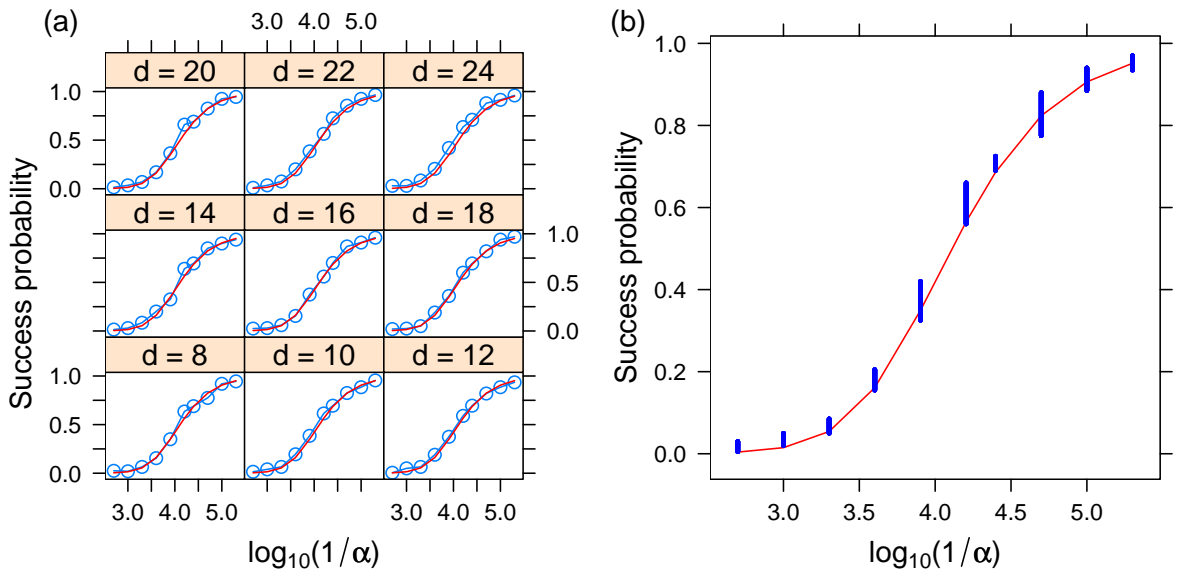 (a)
3.0 4.0 5.0
d = 20 d = 22 d = 24
1.0
0.5
0.0
d = 14 d = 16 d = 18
1.0
0.5
0.0
d = 8 d = 10 d = 12
1.0
0.5
0.0
3.0 4.0 5.0 3.0 4.0 5.0
Success probability
log₁₀(1/α)
(b)
1.0
0.8
0.6
0.4
0.2
0.0
3.0 3.5 4.0 4.5 5.0
Success probability
log₁₀(1/α)